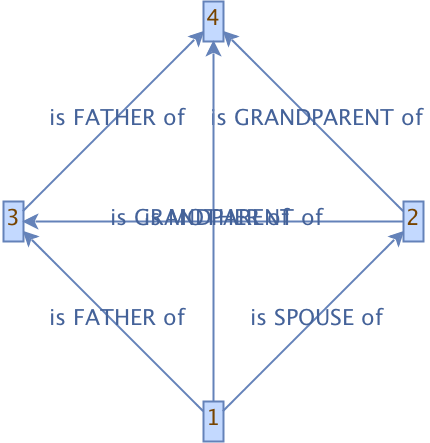 4
is FATHER of
is GRANDPARENT of
3
is GRANDPARENT of
is MOTHER of
2
is FATHER of
is SPOUSE of
1